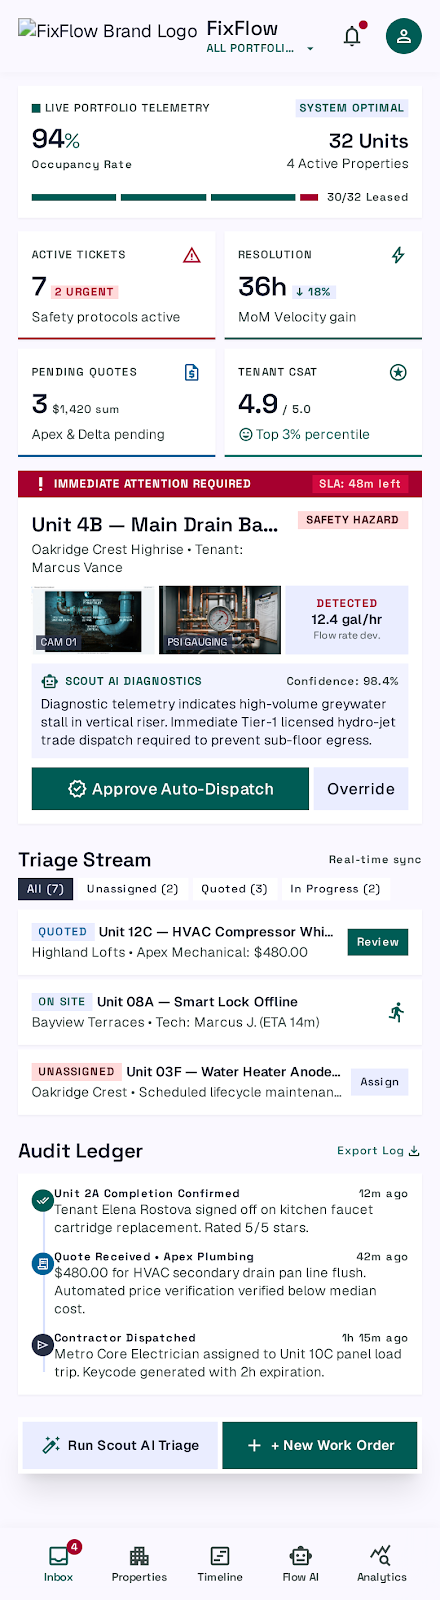 FixFlow Brand Logo
FixFlow
ALL PORTFOLI...
LIVE PORTFOLIO TELEMETRY
SYSTEM OPTIMAL
94%
32 Units
Occupancy Rate
4 Active Properties
30/32 Leased
ACTIVE TICKETS
7 2 URGENT
Safety protocols active
RESOLUTION
36h ↓ 18%
MoM Velocity gain
PENDING QUOTES
3 $1,420 sum
Apex & Delta pending
TENANT CSAT
4.9 / 5.0
Top 3% percentile
! IMMEDIATE ATTENTION REQUIRED
SLA: 48m left
Unit 4B — Main Drain Ba...
SAFETY HAZARD
Oakridge Crest Highrise • Tenant:
Marcus Vance
CAM 01
PSI GAUGING
DETECTED
12.4 gal/hr
Flow rate dev.
SCOUT AI DIAGNOSTICS
Confidence: 98.4%
Diagnostic telemetry indicates high-volume greywater
stall in vertical riser. Immediate Tier-1 licensed hydro-jet
trade dispatch required to prevent sub-floor egress.
Approve Auto-Dispatch
Override
Triage Stream
Real-time sync
All (7)
Unassigned (2)
Quoted (3)
In Progress (2)
QUOTED Unit 12C — HVAC Compressor Whi...
Highland Lofts • Apex Mechanical: $480.00
Review
ON SITE Unit 08A — Smart Lock Offline
Bayview Terraces • Tech: Marcus J. (ETA 14m)
UNASSIGNED Unit 03F — Water Heater Anode...
Oakridge Crest • Scheduled lifecycle maintenan...
Assign
Audit Ledger
Export Log
Unit 2A Completion Confirmed
12m ago
Tenant Elena Rostova signed off on kitchen faucet
cartridge replacement. Rated 5/5 stars.
Quote Received • Apex Plumbing
42m ago
$480.00 for HVAC secondary drain pan line flush.
Automated price verification verified below median
cost.
Contractor Dispatched
1h 15m ago
Metro Core Electrician assigned to Unit 10C panel load
trip. Keycode generated with 2h expiration.
Run Scout AI Triage
+ New Work Order
4
Inbox
Properties
Timeline
Flow AI
Analytics